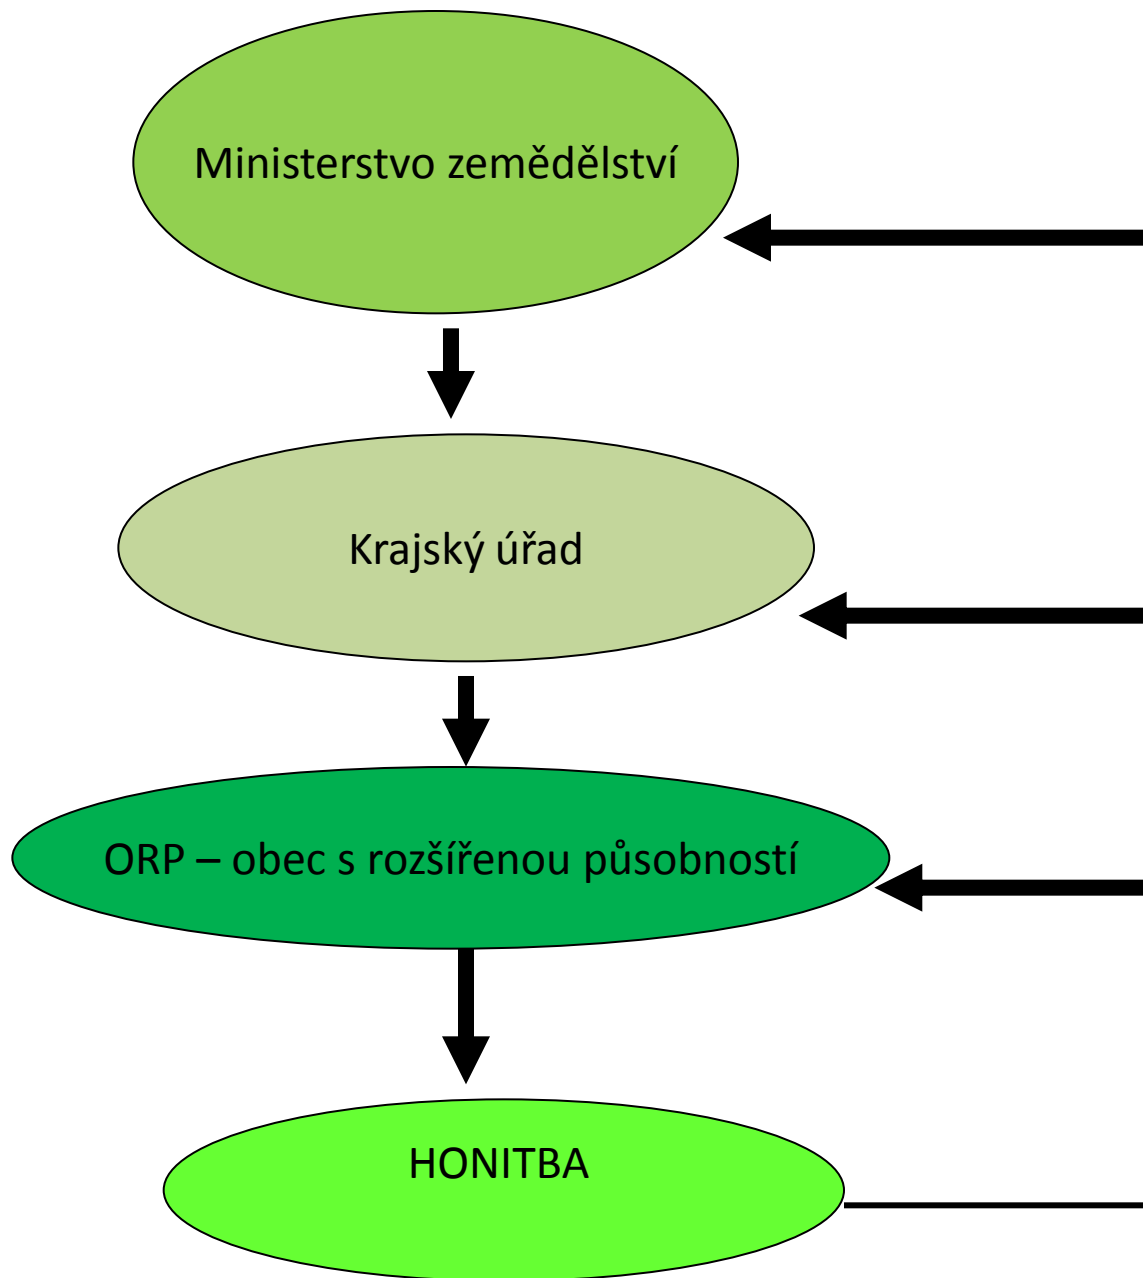 Ministerstvo zemědělství
Krajský úřad
ORP – obec s rozšířenou působností
HONITBA